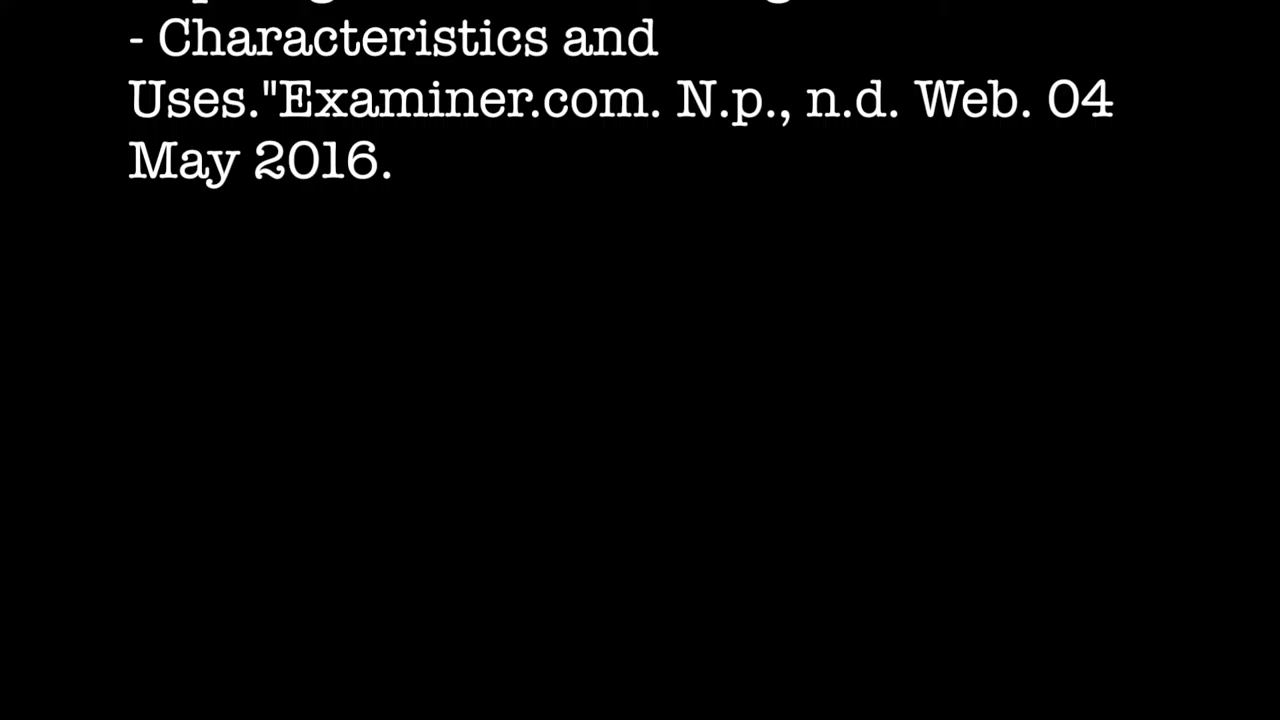 - Characteristics and
Uses."Examiner.com. N.p., n.d. Web. 04
May 2016.